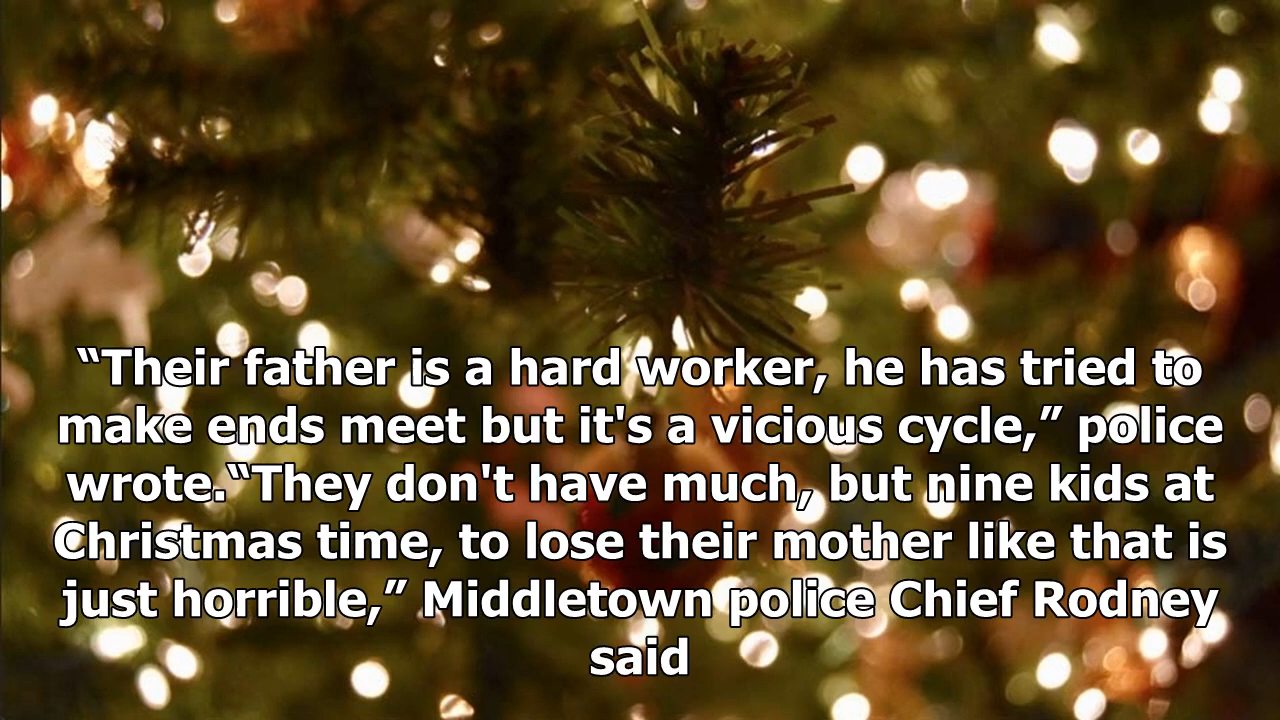 “Their father is a hard worker, he has tried to
make ends meet but it's a vicious cycle,” police
wrote.“They don't have much, but nine kids at
Christmas time, to lose their mother like that is
just horrible,” Middletown police Chief Rodney
said